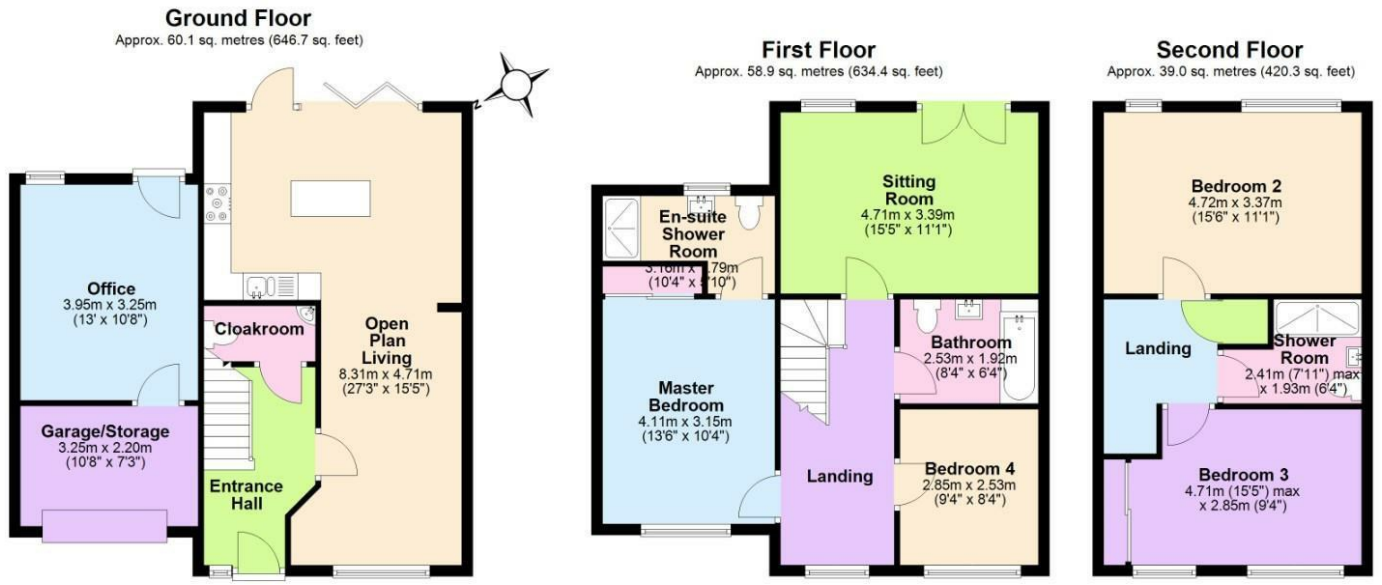 Ground Floor
Approx. 60.1 sq. metres (646.7 sq. feet)
N
Office
3.95m x 3.25m
(13' x 10'8")
Garage/Storage
3.25m x 2.20m
(10'8" x 7'3")
Cloakroom
Entrance
Hall
Open
Plan
Living
8.31m x 4.71m
(27'3" x 15'5")
First Floor
Approx. 58.9 sq. metres (634.4 sq. feet)
En-suite
Shower
Room
3.16m x 1.79m
(10'4" x 5'10")
Sitting
Room
4.71m x 3.39m
(15'5" x 11'1")
Master
Bedroom
4.11m x 3.15m
(13'6" x 10'4")
Landing
Bathroom
2.53m x 1.92m
(8'4" x 6'4")
Bedroom 4
2.85m x 2.53m
(9'4" x 8'4")
Second Floor
Approx. 39.0 sq. metres (420.3 sq. feet)
Bedroom 2
4.72m x 3.37m
(15'6" x 11'1")
Landing
Shower
Room
2.41m (7'11") max
x 1.93m (6'4")
Bedroom 3
4.71m (15'5") max
x 2.85m (9'4")